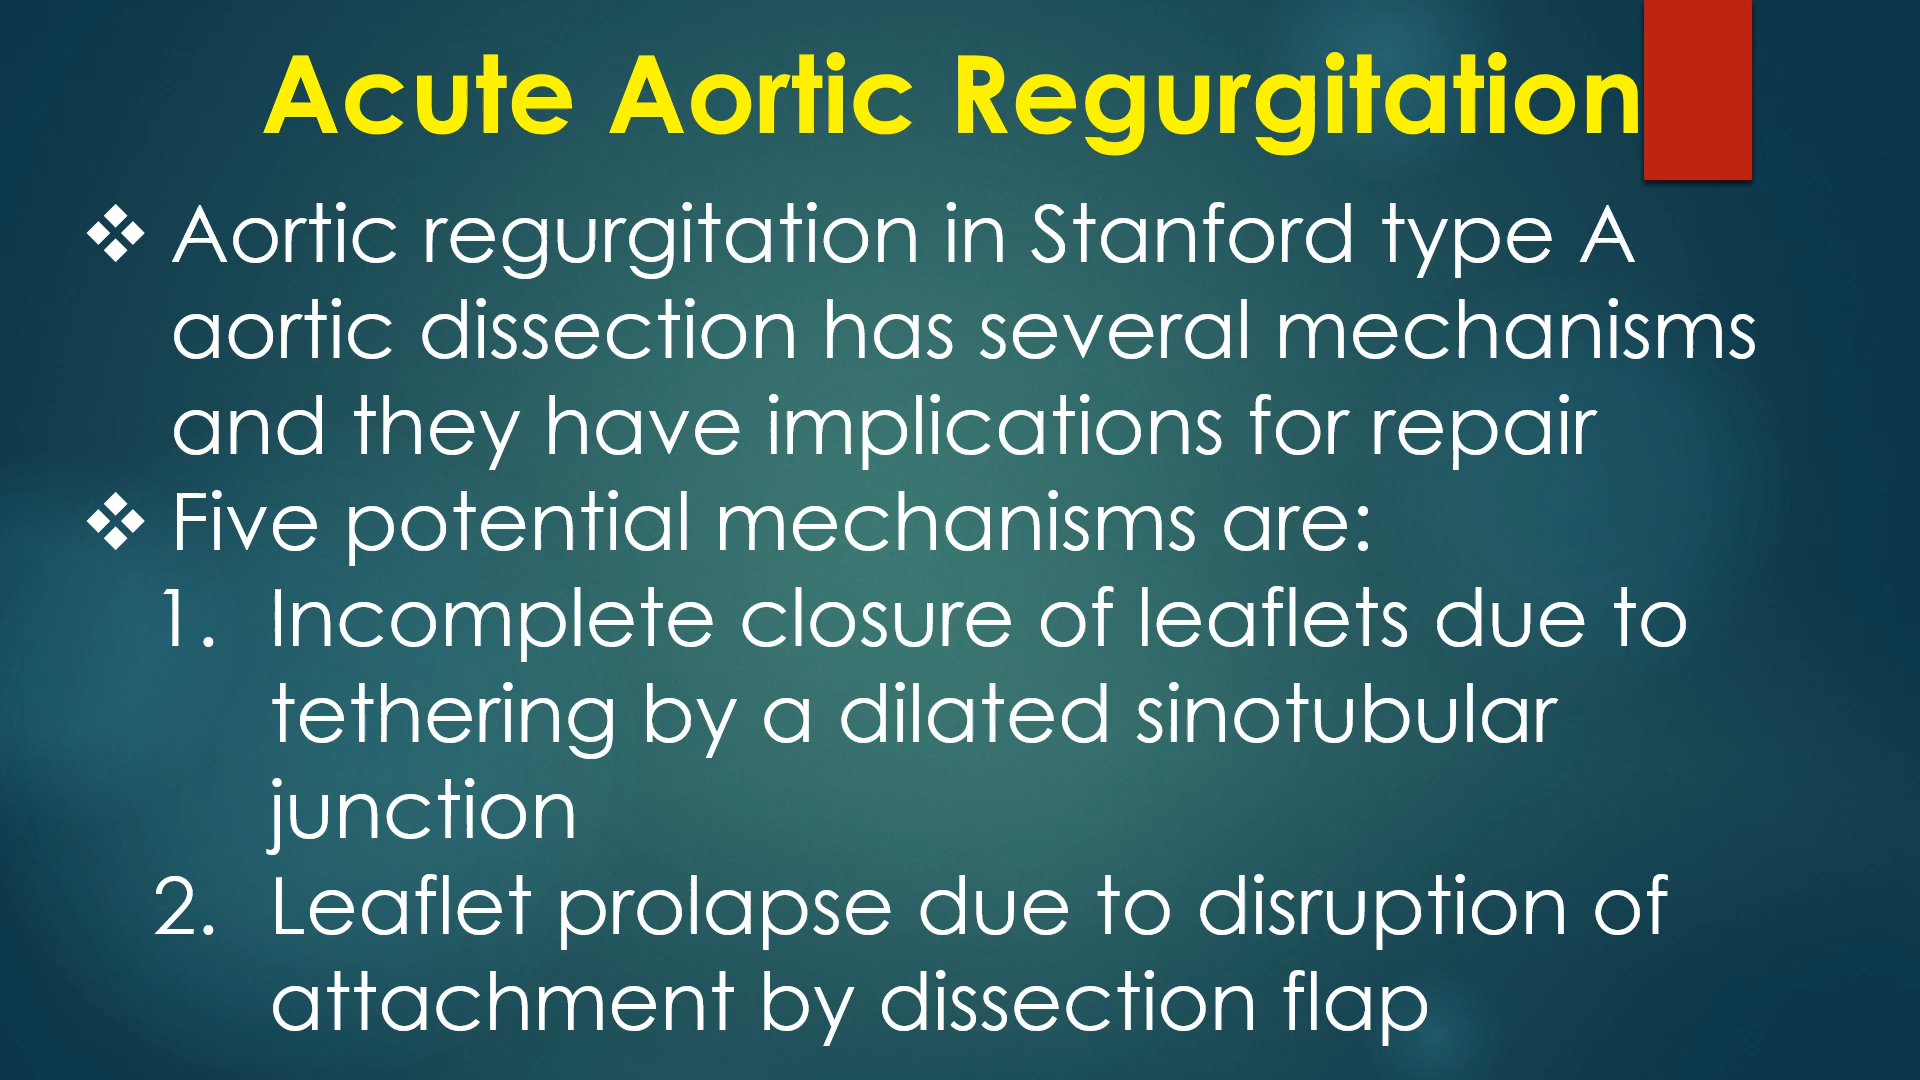 Acute Aortic Regurgitation
❖ Aortic regurgitation in Stanford type A
aortic dissection has several mechanisms
and they have implications for repair
❖ Five potential mechanisms are:
1. Incomplete closure of leaflets due to
tethering by a dilated sinotubular
junction
2. Leaflet prolapse due to disruption of
attachment by dissection flap